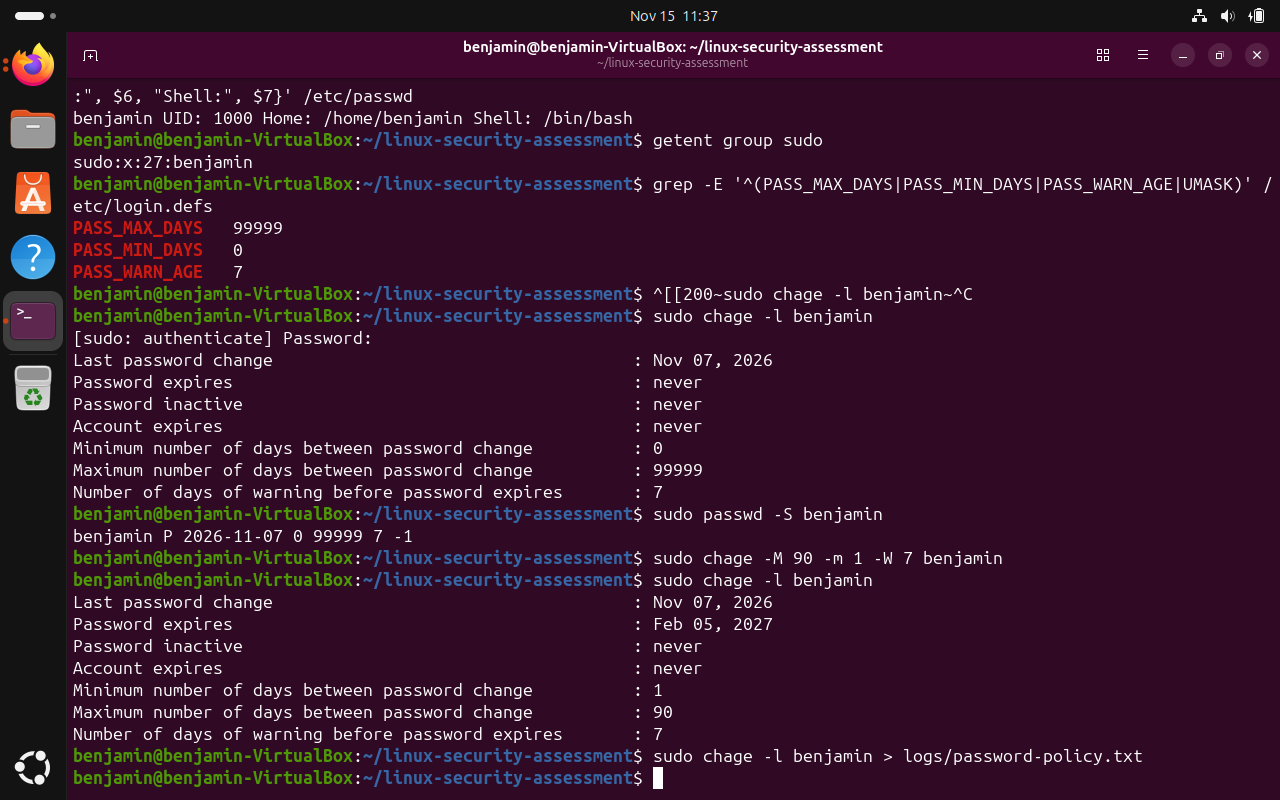 Nov 15 11:37
benjamin@benjamin-VirtualBox: ~/linux-security-assessment
~/linux-security-assessment
:", $6, "Shell:", $7}' /etc/passwd
benjamin UID: 1000 Home: /home/benjamin Shell: /bin/bash
benjamin@benjamin-VirtualBox:~/linux-security-assessment$ getent group sudo
sudo:x:27:benjamin
benjamin@benjamin-VirtualBox:~/linux-security-assessment$ grep -E '^(PASS_MAX_DAYS|PASS_MIN_DAYS|PASS_WARN_AGE|UMASK)' /
etc/login.defs
PASS_MAX_DAYS   99999
PASS_MIN_DAYS   0
PASS_WARN_AGE   7
benjamin@benjamin-VirtualBox:~/linux-security-assessment$ ^[[200~sudo chage -l benjamin~^C
benjamin@benjamin-VirtualBox:~/linux-security-assessment$ sudo chage -l benjamin
[sudo: authenticate] Password:
Last password change                                    : Nov 07, 2026
Password expires                                        : never
Password inactive                                       : never
Account expires                                         : never
Minimum number of days between password change          : 0
Maximum number of days between password change          : 99999
Number of days of warning before password expires       : 7
benjamin@benjamin-VirtualBox:~/linux-security-assessment$ sudo passwd -S benjamin
benjamin P 2026-11-07 0 99999 7 -1
benjamin@benjamin-VirtualBox:~/linux-security-assessment$ sudo chage -M 90 -m 1 -W 7 benjamin
benjamin@benjamin-VirtualBox:~/linux-security-assessment$ sudo chage -l benjamin
Last password change                                    : Nov 07, 2026
Password expires                                        : Feb 05, 2027
Password inactive                                       : never
Account expires                                         : never
Minimum number of days between password change          : 1
Maximum number of days between password change          : 90
Number of days of warning before password expires       : 7
benjamin@benjamin-VirtualBox:~/linux-security-assessment$ sudo chage -l benjamin > logs/password-policy.txt
benjamin@benjamin-VirtualBox:~/linux-security-assessment$